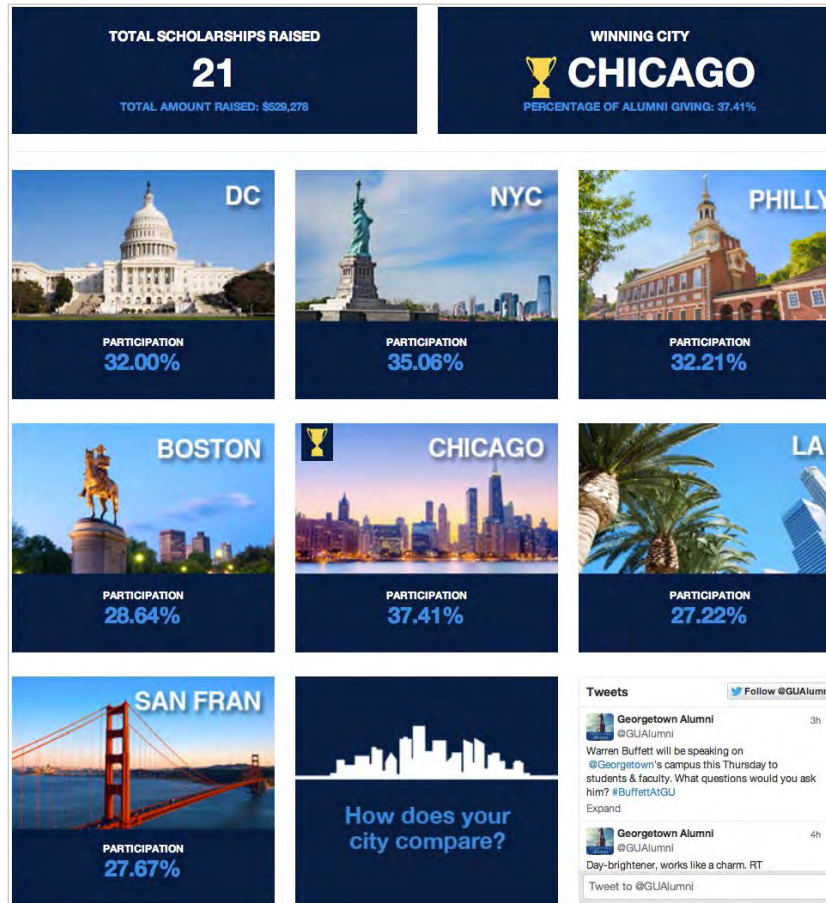 TOTAL SCHOLARSHIPS RAISED
21
TOTAL AMOUNT RAISED: $529,278
WINNING CITY
CHICAGO
PERCENTAGE OF ALUMNI GIVING: 37.41%
DC
PARTICIPATION
32.00%
NYC
PARTICIPATION
35.06%
PHILLY
PARTICIPATION
32.21%
BOSTON
PARTICIPATION
28.64%
CHICAGO
PARTICIPATION
37.41%
LA
PARTICIPATION
27.22%
SAN FRAN
PARTICIPATION
27.67%
How does your
city compare?
Tweets
Follow @GUAlumn
Georgetown Alumni 3h
@GUAlumni
Warren Buffett will be speaking on
@Georgetown's campus this Thursday to
students & faculty. What questions would you ask
him? #BuffettAtGU
Expand
Georgetown Alumni 4h
@GUAlumni
Day-brightener, works like a charm. RT
Tweet to @GUAlumni